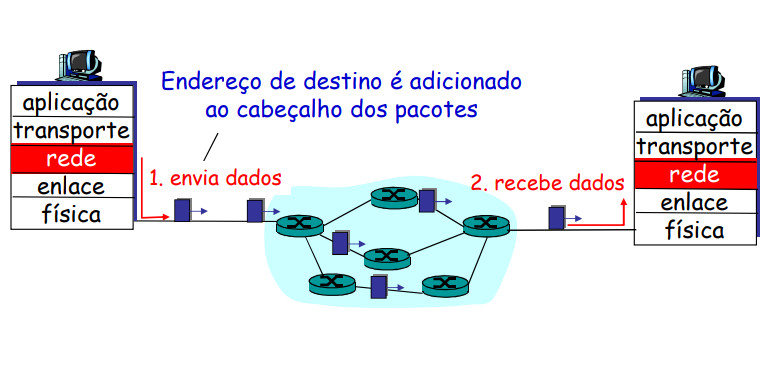 Endereço de destino é adicionado
ao cabeçalho dos pacotes
aplicação
transporte
rede
enlace
física
1. envia dados
2. recebe dados
aplicação
transporte
rede
enlace
física